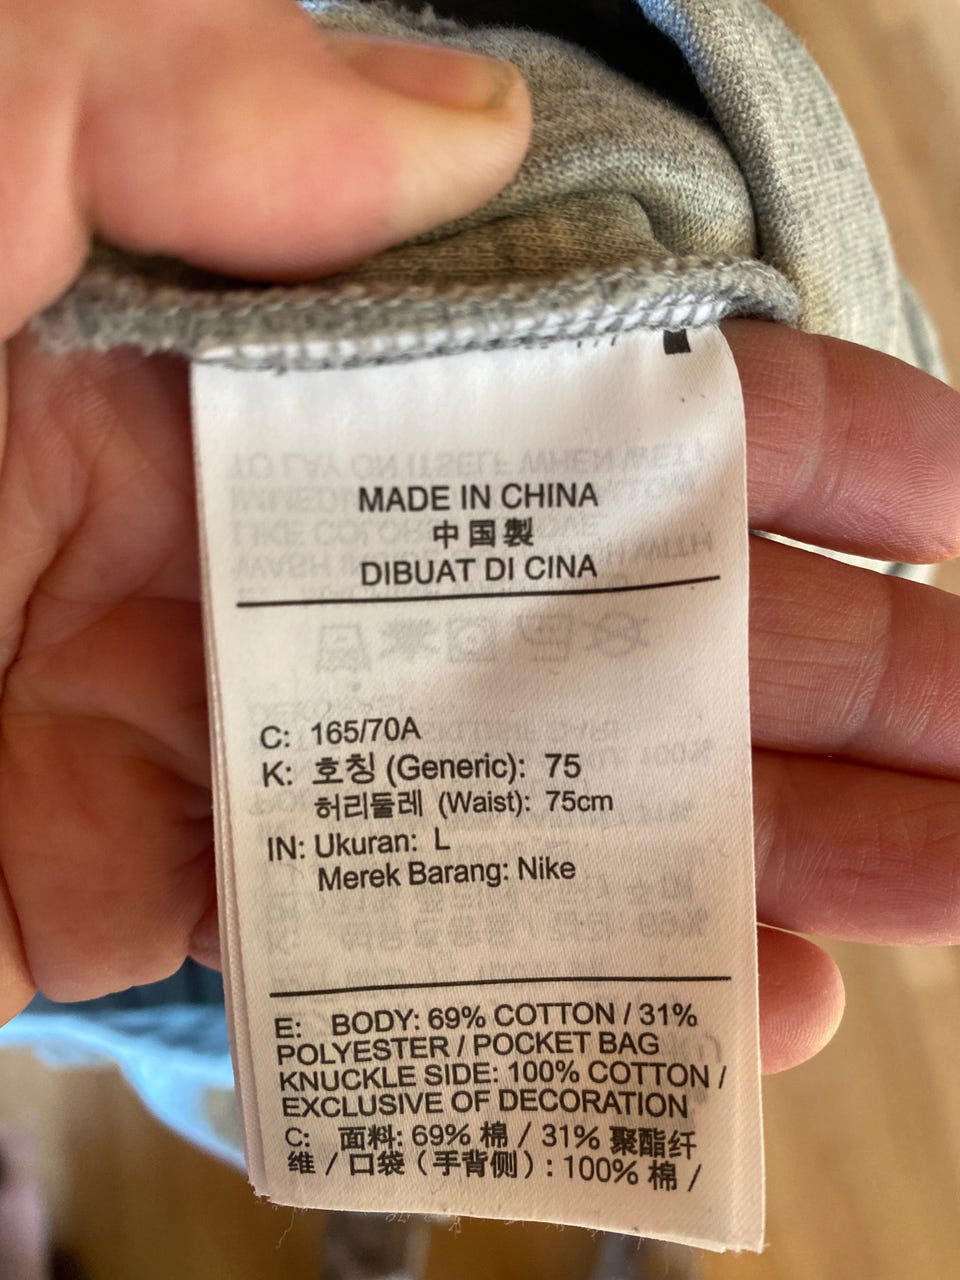 MADE IN CHINA
中国製
DIBUAT DI CINA
C: 165/70A
K: 호칭 (Generic): 75
허리둘레 (Waist): 75cm
IN: Ukuran: L
Merek Barang: Nike
E: BODY: 69% COTTON / 31%
POLYESTER / POCKET BAG
KNUCKLE SIDE: 100% COTTON /
EXCLUSIVE OF DECORATION
C: 面料: 69% 棉 / 31% 聚酯纤
维 / 口袋 ( 手背侧 ) : 100% 棉 /